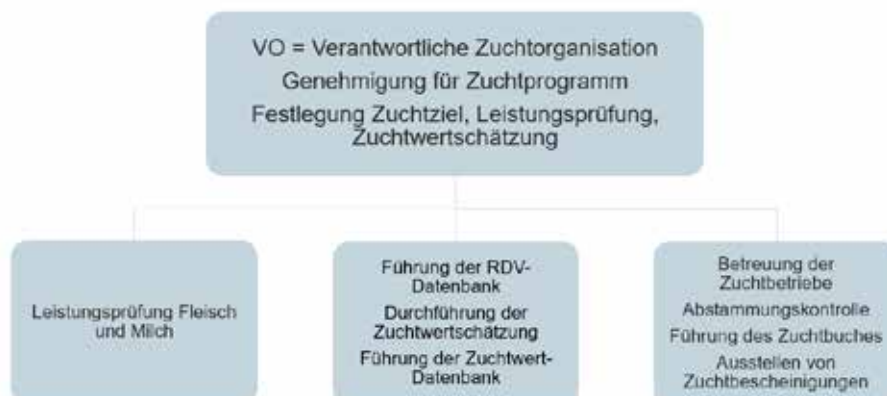 VO = Verantwortliche Zuchtorganisation
Genehmigung für Zuchtprogramm
Festlegung Zuchtziel, Leistungsprüfung,
Zuchtwertschätzung
Leistungsprüfung Fleisch
und Milch
Führung der RDV-
Datenbank
Durchführung der
Zuchtwertschätzung
Führung der Zuchtwert-
Datenbank
Betreuung der
Zuchtbetriebe
Abstammungskontrolle
Führung des Zuchtbuches
Ausstellen von
Zuchtbescheinigungen